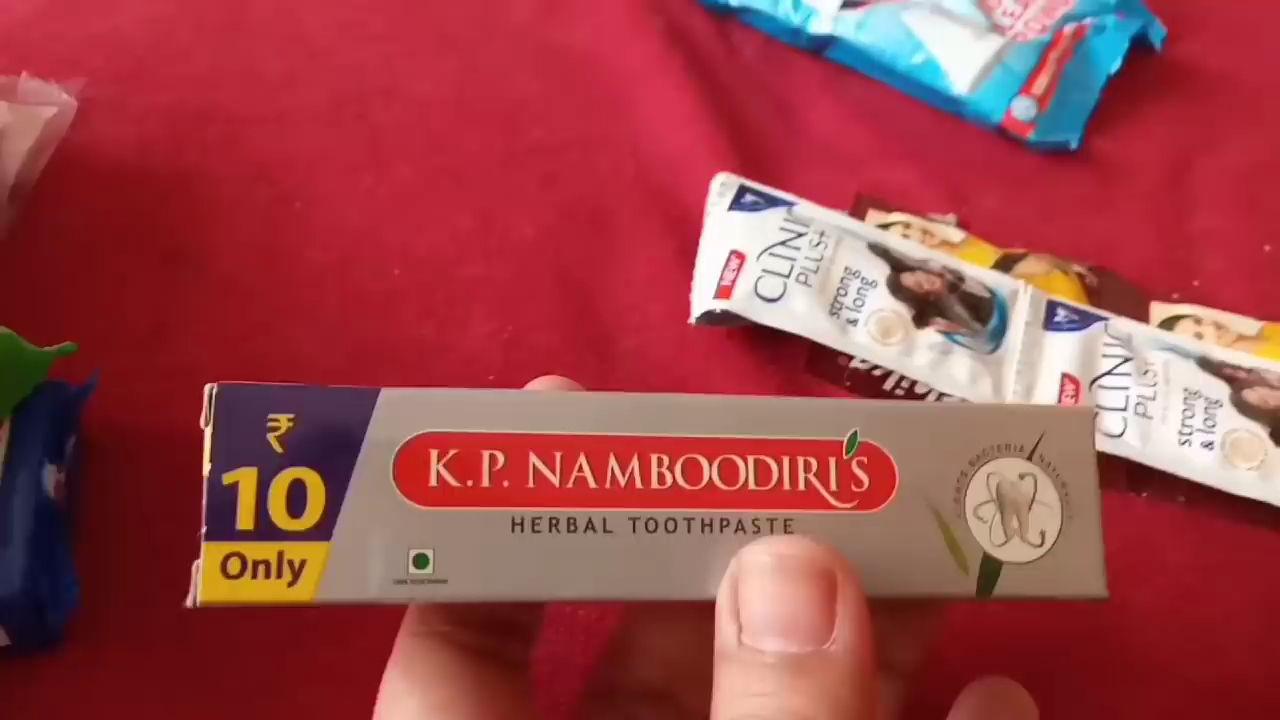 NEW
CLINIC
PLUS+
strong
& long
NEW
CLINIC
PLUS+
strong
& long
₹
10
Only
K.P. NAMBOODIRI'S
HERBAL TOOTHPASTE